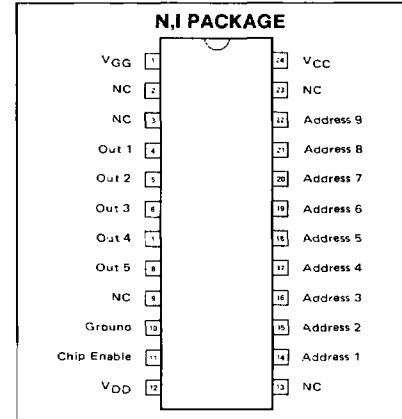 N,I PACKAGE
VGG 1 24 VCC
NC 2 23 NC
NC 3 22 Address 9
Out 1 4 21 Address 8
Out 2 5 20 Address 7
Out 3 6 19 Address 6
Out 4 7 18 Address 5
Out 5 8 17 Address 4
NC 9 16 Address 3
Ground 10 15 Address 2
Chip Enable 11 14 Address 1
VDD 12 13 NC